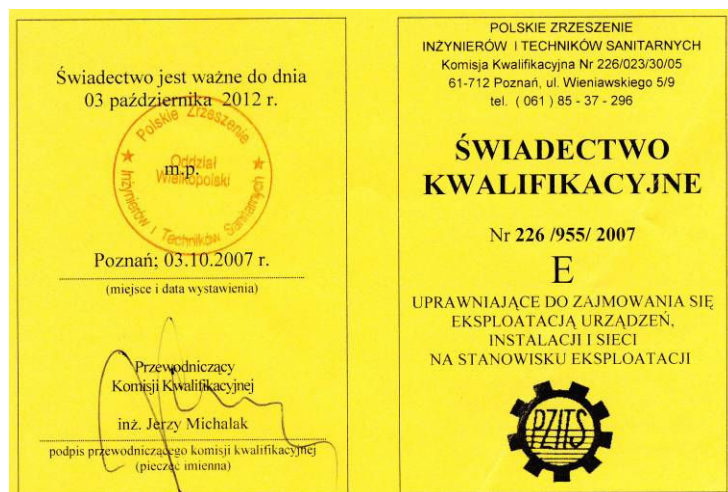 Świadectwo jest ważne do dnia
03 października 2012 r.
Polskie Zrzeszenie
Inżynierów i Techników Sanitarnych
Oddział
Wielkopolski
m.p.
Poznań; 03.10.2007 r.
(miejsce i data wystawienia)
Przewodniczący
Komisji Kwalifikacyjnej
inż. Jerzy Michalak
podpis przewodniczącego komisji kwalifikacyjnej
(pieczęć imienna)
POLSKIE ZRZESZENIE
INŻYNIERÓW I TECHNIKÓW SANITARNYCH
Komisja Kwalifikacyjna Nr 226/023/30/05
61-712 Poznań, ul. Wieniawskiego 5/9
tel. ( 061 ) 85 - 37 - 296
ŚWIADECTWO
KWALIFIKACYJNE
Nr 226 /955/ 2007
E
UPRAWNIAJĄCE DO ZAJMOWANIA SIĘ
EKSPLOATACJĄ URZĄDZEŃ,
INSTALACJI I SIECI
NA STANOWISKU EKSPLOATACJI
PZITS